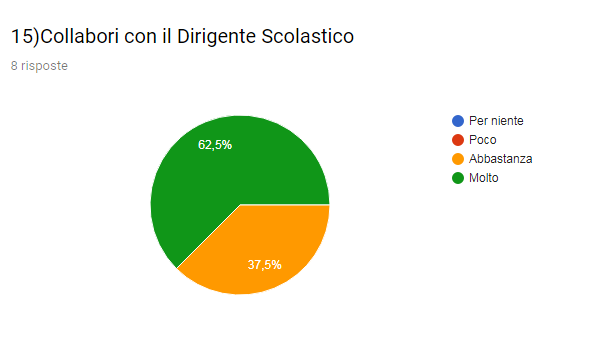 15)Collabori con il Dirigente Scolastico
8 risposte
62,5%
37,5%
Per niente
Poco
Abbastanza
Molto